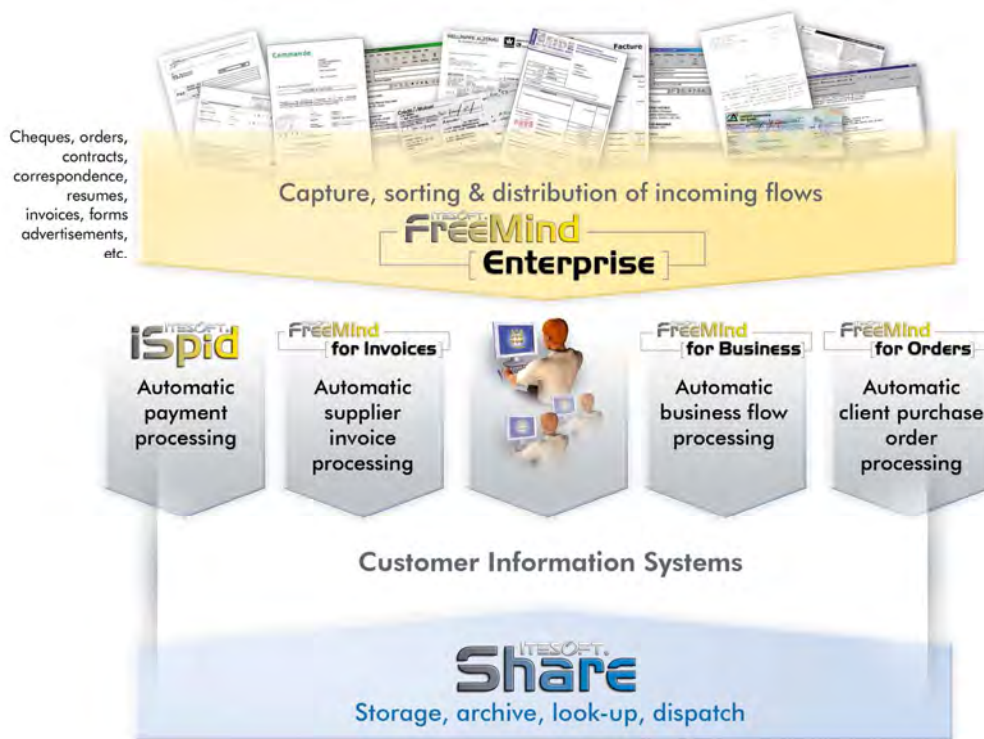 Commande
Facture
Cheques, orders,
contracts,
correspondence,
resumes,
invoices, forms
advertisements,
etc.
Capture, sorting & distribution of incoming flows
ITESOFT.
FreeMind
Enterprise
ITESOFT.
iSpid
Automatic
payment
processing
FreeMind
for Invoices
Automatic
supplier
invoice
processing
FreeMind
for Business
Automatic
business flow
processing
FreeMind
for Orders
Automatic
client purchase
order
processing
Customer Information Systems
ITESOFT.
Share
Storage, archive, look-up, dispatch